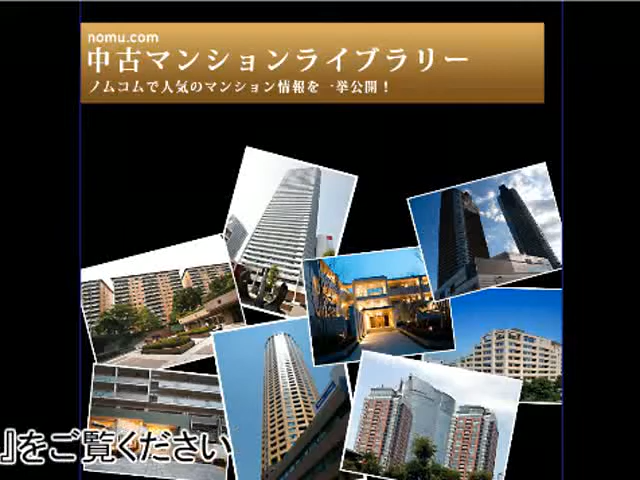 nomu.com
中古マンションライブラリー
ノムコムで人気のマンション情報を一挙公開！
』をご覧ください